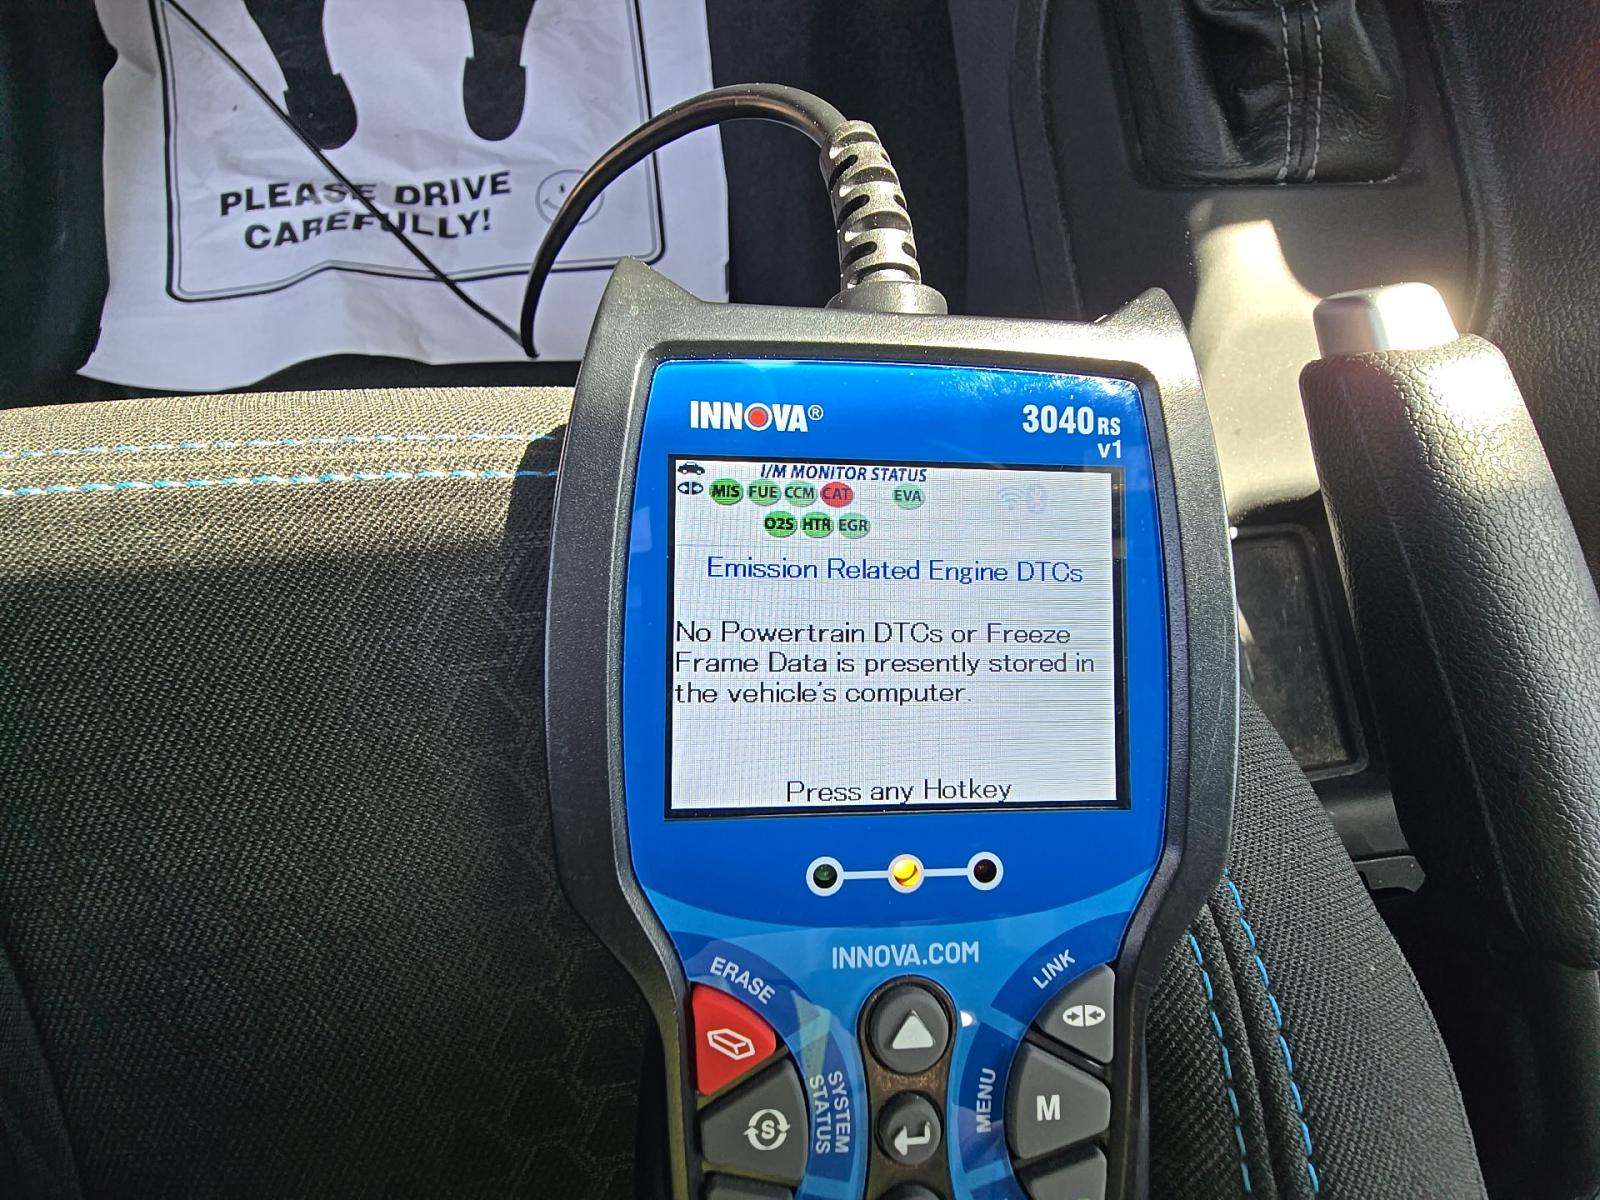 PLEASE DRIVE
CAREFULLY!
INNOVA®
3040RS
v1
I/M MONITOR STATUS
MIS FUE CCM CAT EVA
O2S HTR EGR
Emission Related Engine DTCs
No Powertrain DTCs or Freeze
Frame Data is presently stored in
the vehicle's computer.
Press any Hotkey
INNOVA.COM
ERASE
LINK
S
SYSTEM
STATUS
MENU
M